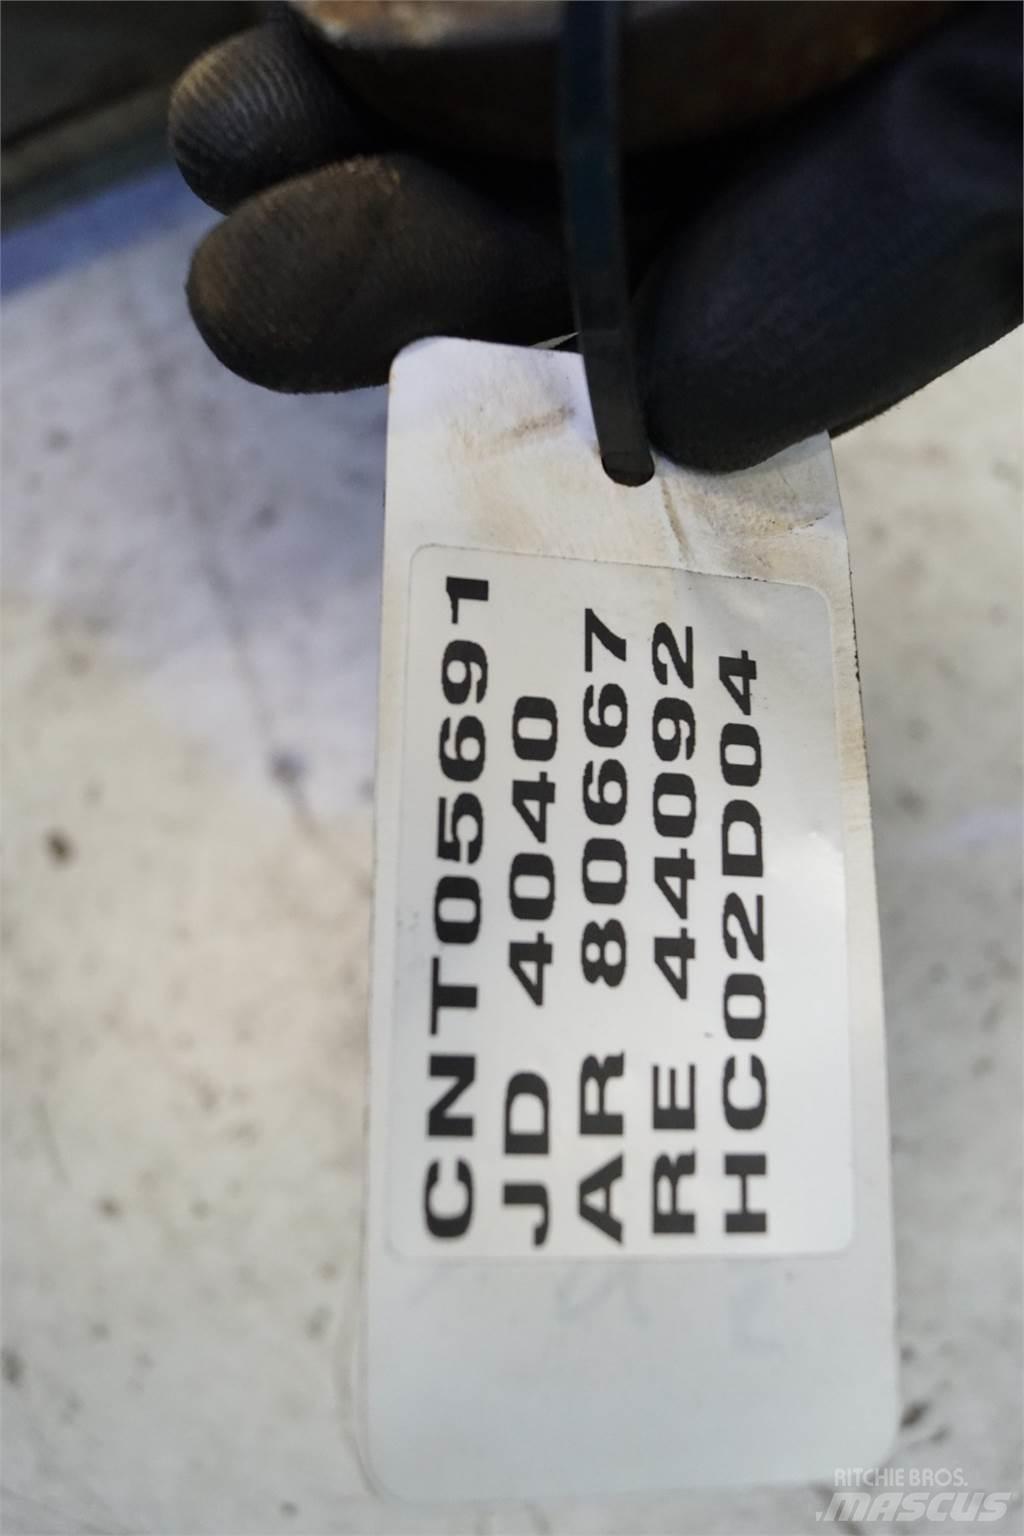 CNT05691
JD 4040
AR 80667
RE 44092
HC02D04
RITCHIE BROS.
MASCUS